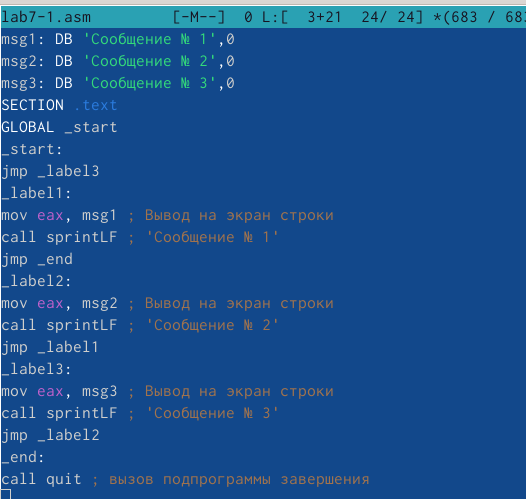 lab7-1.asm [-M--] 0 L:[ 3+21 24/ 24] *(683 / 683
msg1: DB 'Сообщение № 1',0
msg2: DB 'Сообщение № 2',0
msg3: DB 'Сообщение № 3',0
SECTION .text
GLOBAL _start
_start:
jmp _label3
_label1:
mov eax, msg1 ; Вывод на экран строки
call sprintLF ; 'Сообщение № 1'
jmp _end
_label2:
mov eax, msg2 ; Вывод на экран строки
call sprintLF ; 'Сообщение № 2'
jmp _label1
_label3:
mov eax, msg3 ; Вывод на экран строки
call sprintLF ; 'Сообщение № 3'
jmp _label2
_end:
call quit ; вызов подпрограммы завершения